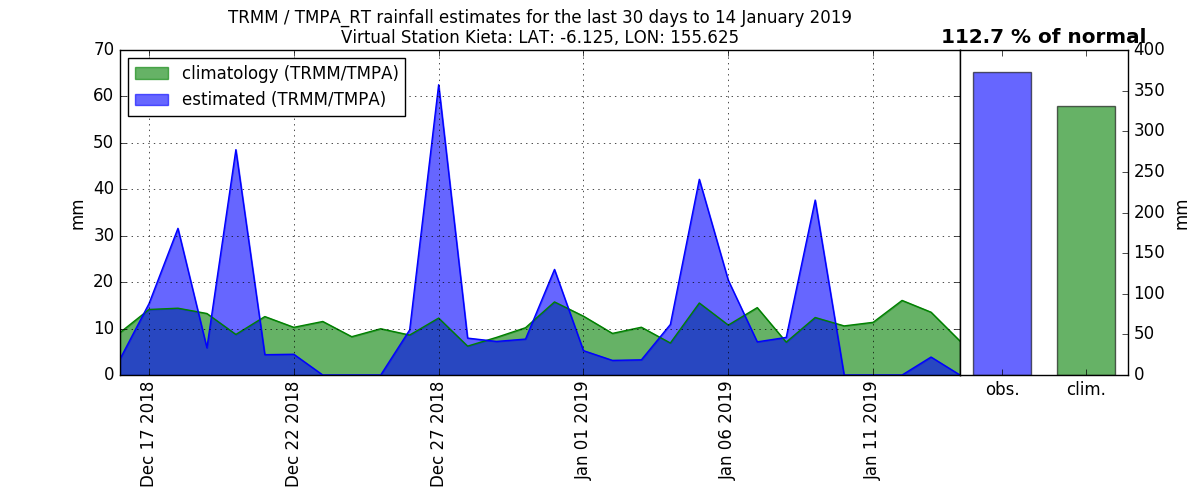 TRMM / TMPA_RT rainfall estimates for the last 30 days to 14 January 2019
Virtual Station Kieta: LAT: -6.125, LON: 155.625
112.7 % of normal
climatology (TRMM/TMPA)
estimated (TRMM/TMPA)
mm
70
60
50
40
30
20
10
0
Dec 17 2018
Dec 22 2018
Dec 27 2018
Jan 01 2019
Jan 06 2019
Jan 11 2019
obs.
clim.
400
350
300
250
200
150
100
50
0
mm